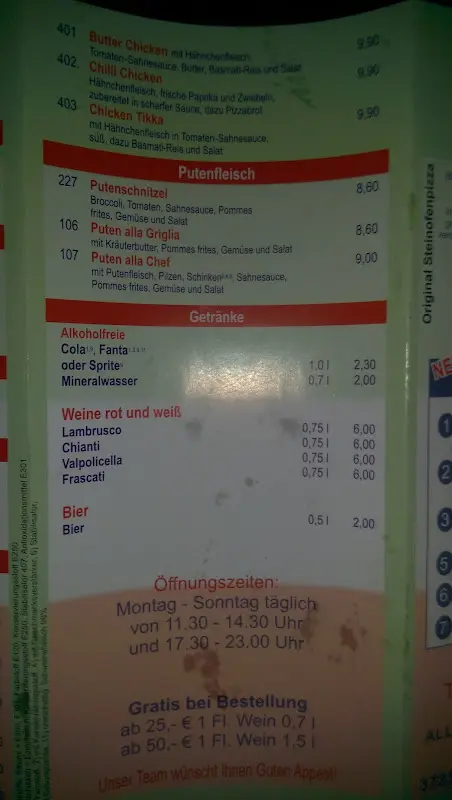 401 Butter Chicken mit Hähnchenfleisch, 9,90
Tomaten-Sahnesauce, Butter, Basmati-Reis und Salat
402. Chilli Chicken 9,90
Hähnchenfleisch, frische Paprika und Zwiebeln,
zubereitet in scharfer Sauce, dazu Pizzabrot
403. Chicken Tikka 9,90
mit Hähnchenfleisch in Tomaten-Sahnesauce,
süß, dazu Basmati-Reis und Salat
Putenfleisch
227 Putenschnitzel 8,60
Broccoli, Tomaten, Sahnesauce, Pommes
frites, Gemüse und Salat
106. Puten alla Griglia 8,60
mit Kräuterbutter, Pommes frites, Gemüse und Salat
107 Puten alla Chef 9,00
mit Putenfleisch, Pilzen, Schinken, Sahnesauce,
Pommes frites, Gemüse und Salat
Getränke
Alkoholfreie
Cola, Fanta
oder Sprite 1,0 l 2,30
Mineralwasser 0,7 l 2,00
Weine rot und weiß
Lambrusco 0,75 l 6,00
Chianti 0,75 l 6,00
Valpolicella 0,75 l 6,00
Frascati 0,75 l 6,00
Bier
Bier 0,5 l 2,00
Öffnungszeiten:
Montag - Sonntag täglich
von 11.30 - 14.30 Uhr
und 17.30 - 23.00 Uhr
Gratis bei Bestellung
ab 25,- € 1 Fl. Wein 0,7 l
ab 50,- € 1 Fl. Wein 1,5 l
Unser Team wünscht Ihnen Guten Appetit!
Original Steinofenpizza
NE
1
2
3
5
6
7
ALL
373